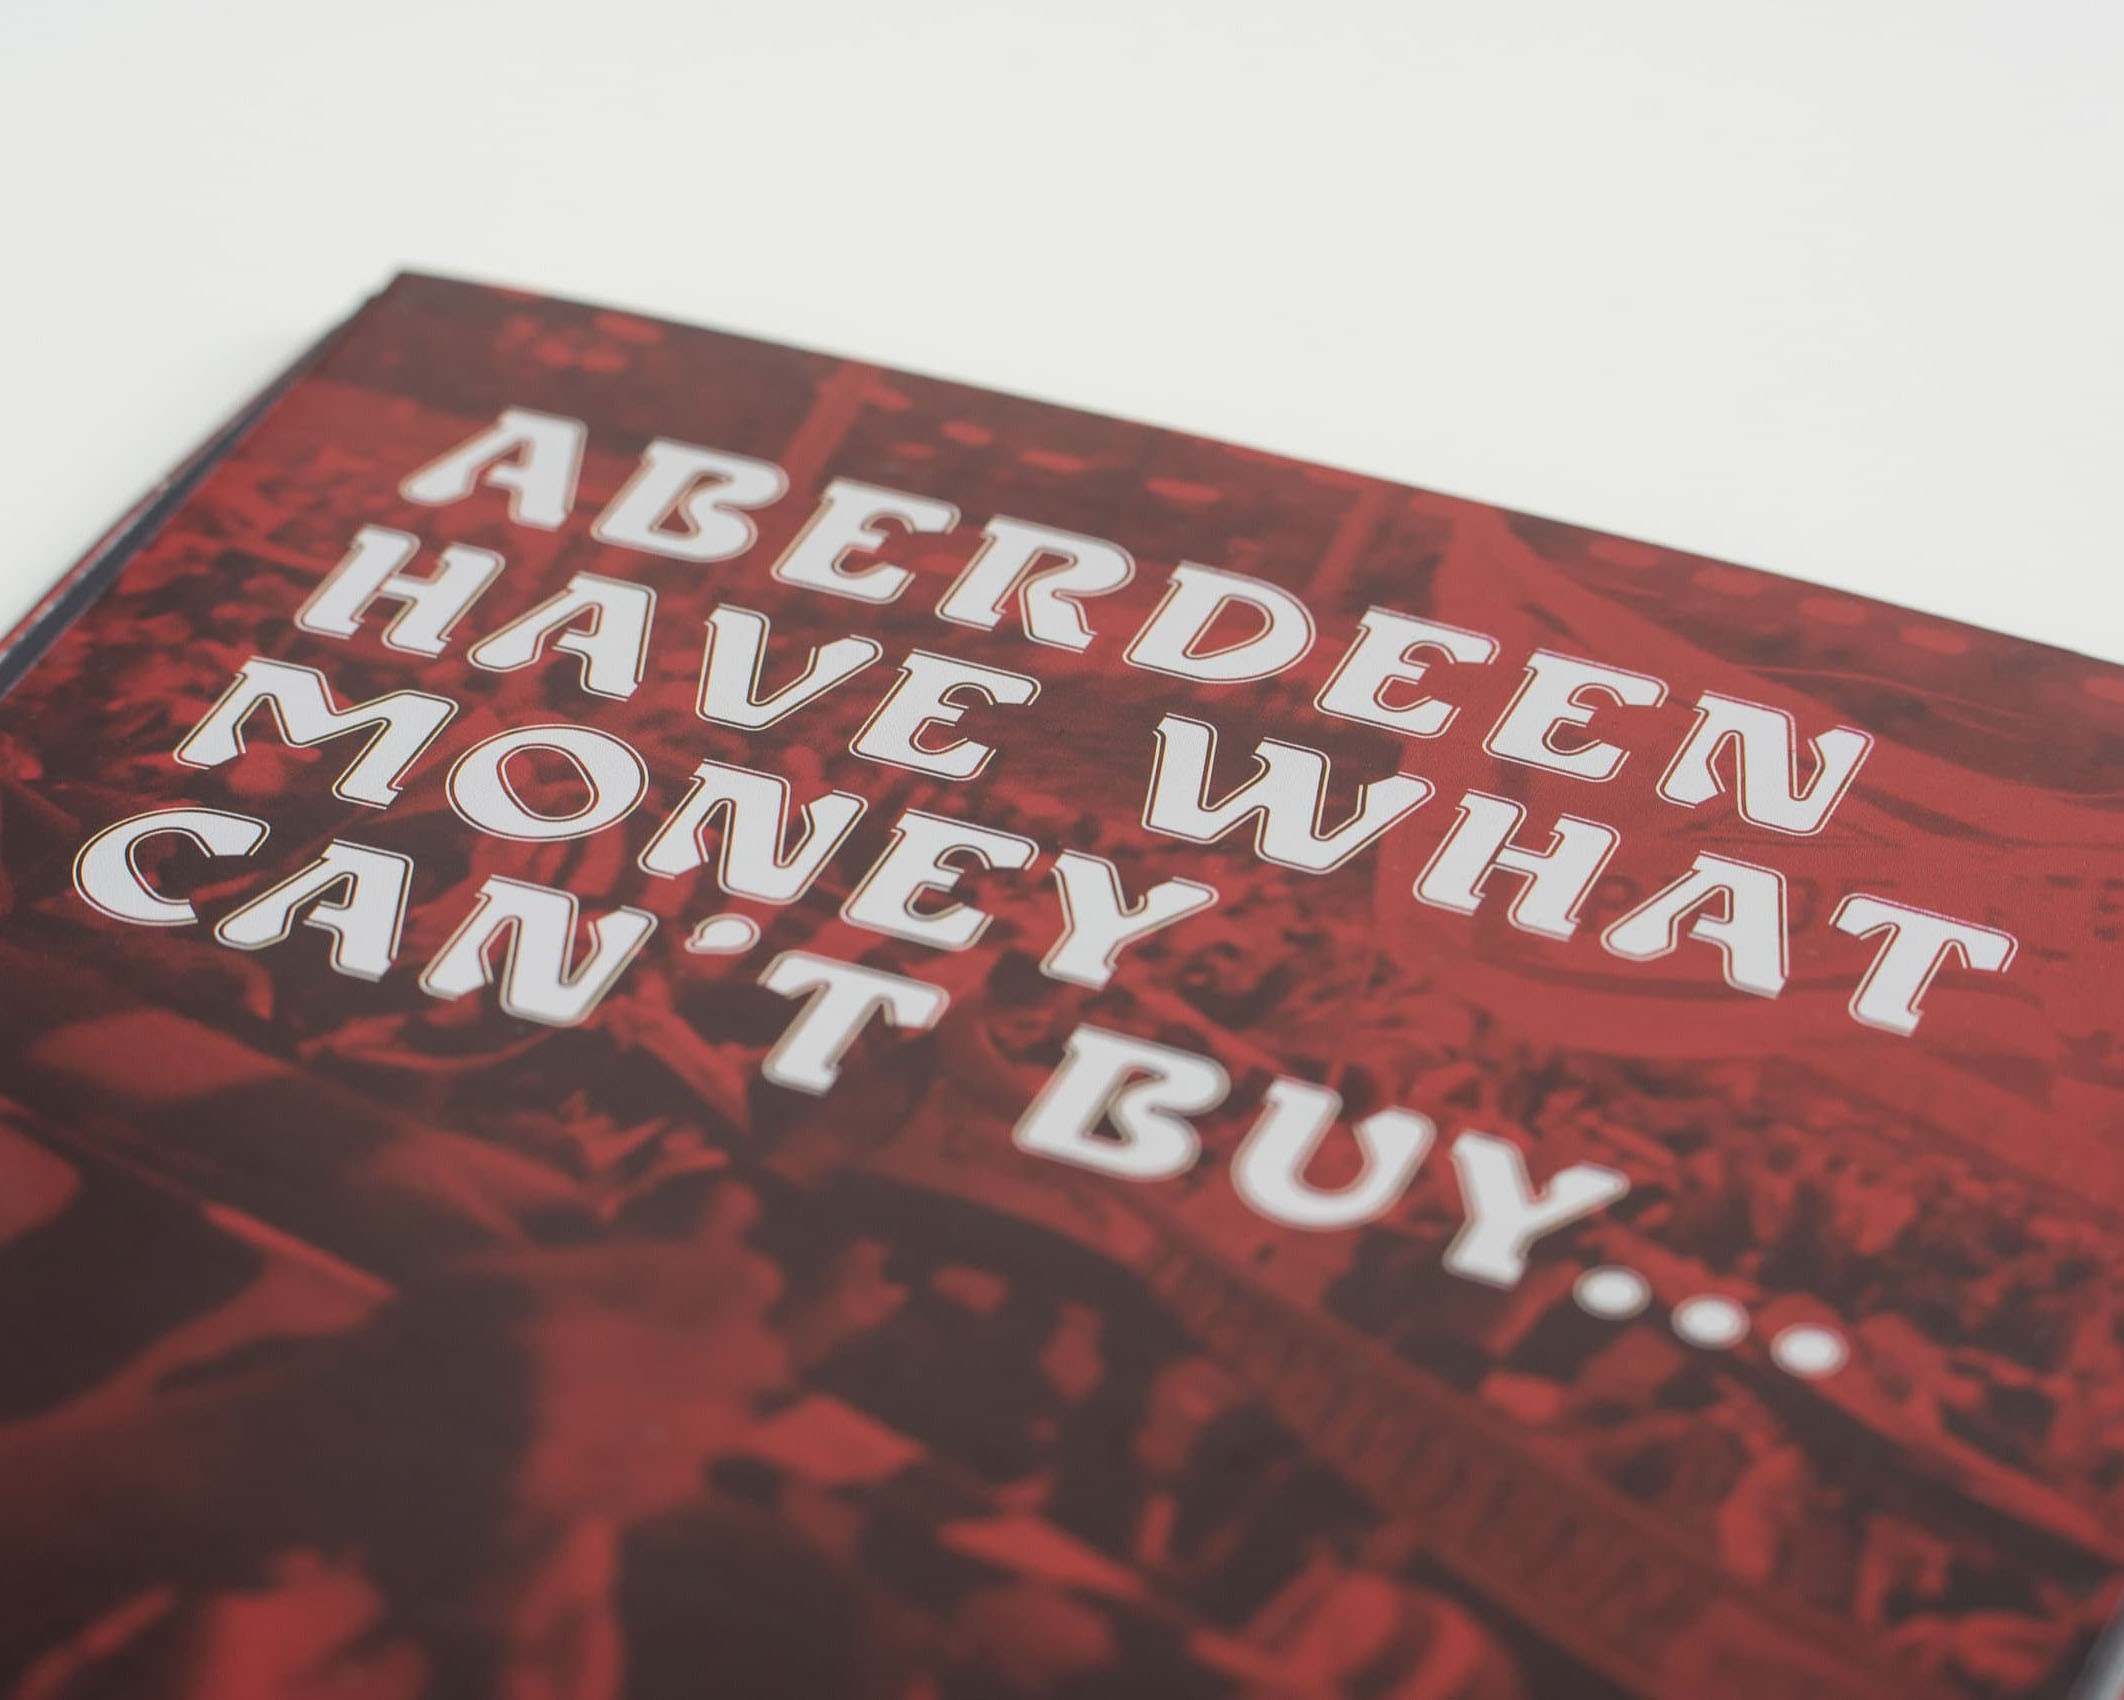 ABERDEEN
HAVE WHAT
MONEY
CAN'T BUY...